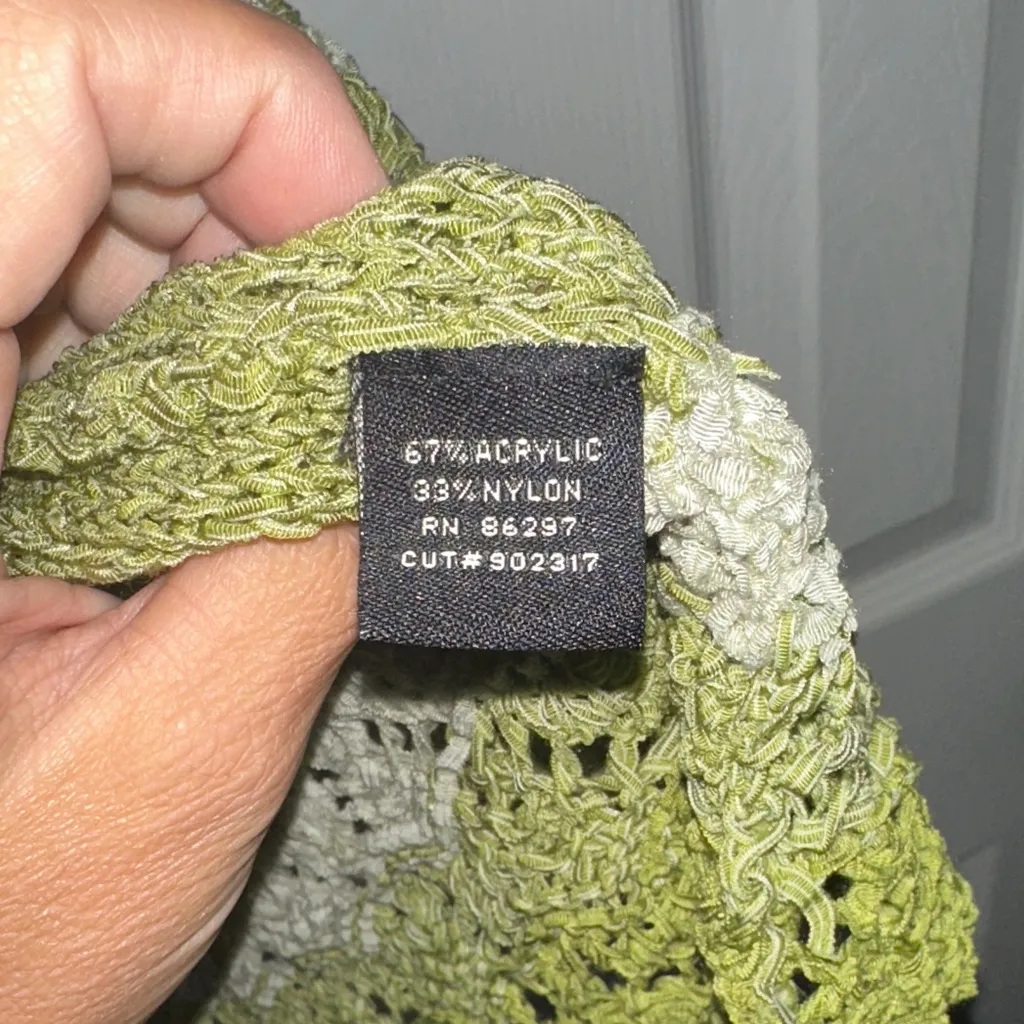 67% ACRYLIC
33% NYLON
RN 86297
CUT# 902317